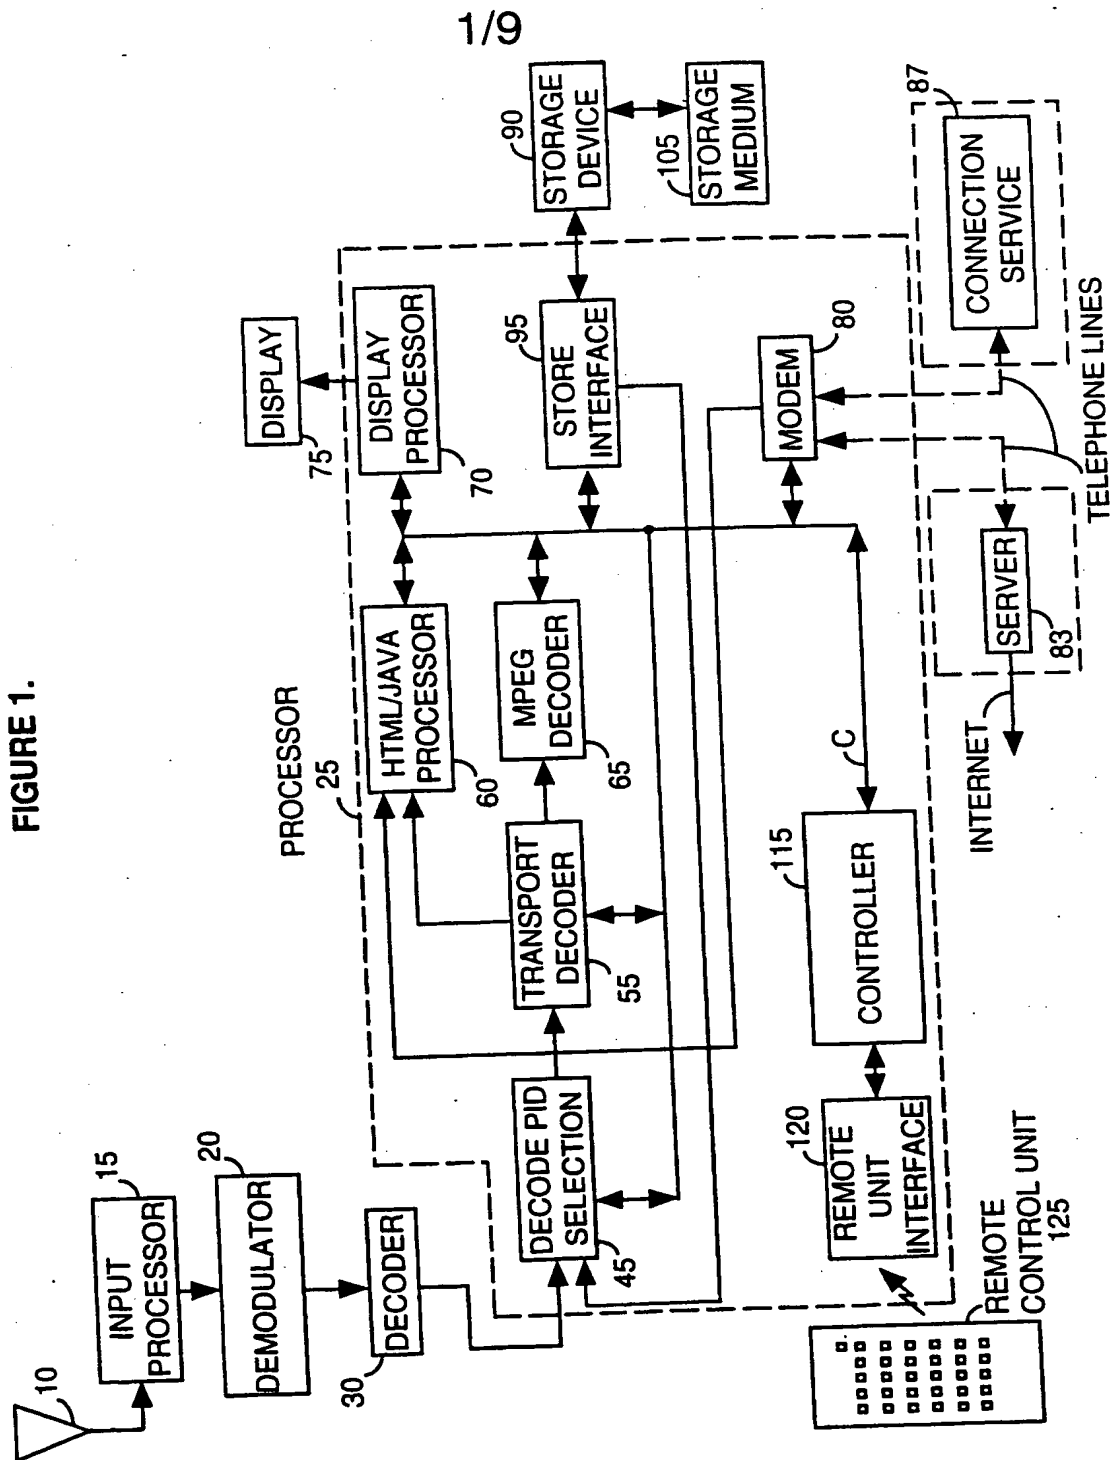 1/9
FIGURE 1.
10
INPUT
PROCESSOR
15
DEMODULATOR
20
30
DECODER
PROCESSOR
25
DECODE PID
SELECTION
45
TRANSPORT
DECODER
55
HTML/JAVA
PROCESSOR
60
MPEG
DECODER
65
DISPLAY
PROCESSOR
70
DISPLAY
75
STORE
INTERFACE
95
STORAGE
DEVICE
90
STORAGE
MEDIUM
105
MODEM
80
CONNECTION
SERVICE
87
TELEPHONE LINES
SERVER
83
INTERNET
C
CONTROLLER
115
REMOTE
UNIT
INTERFACE
120
REMOTE
CONTROL UNIT
125